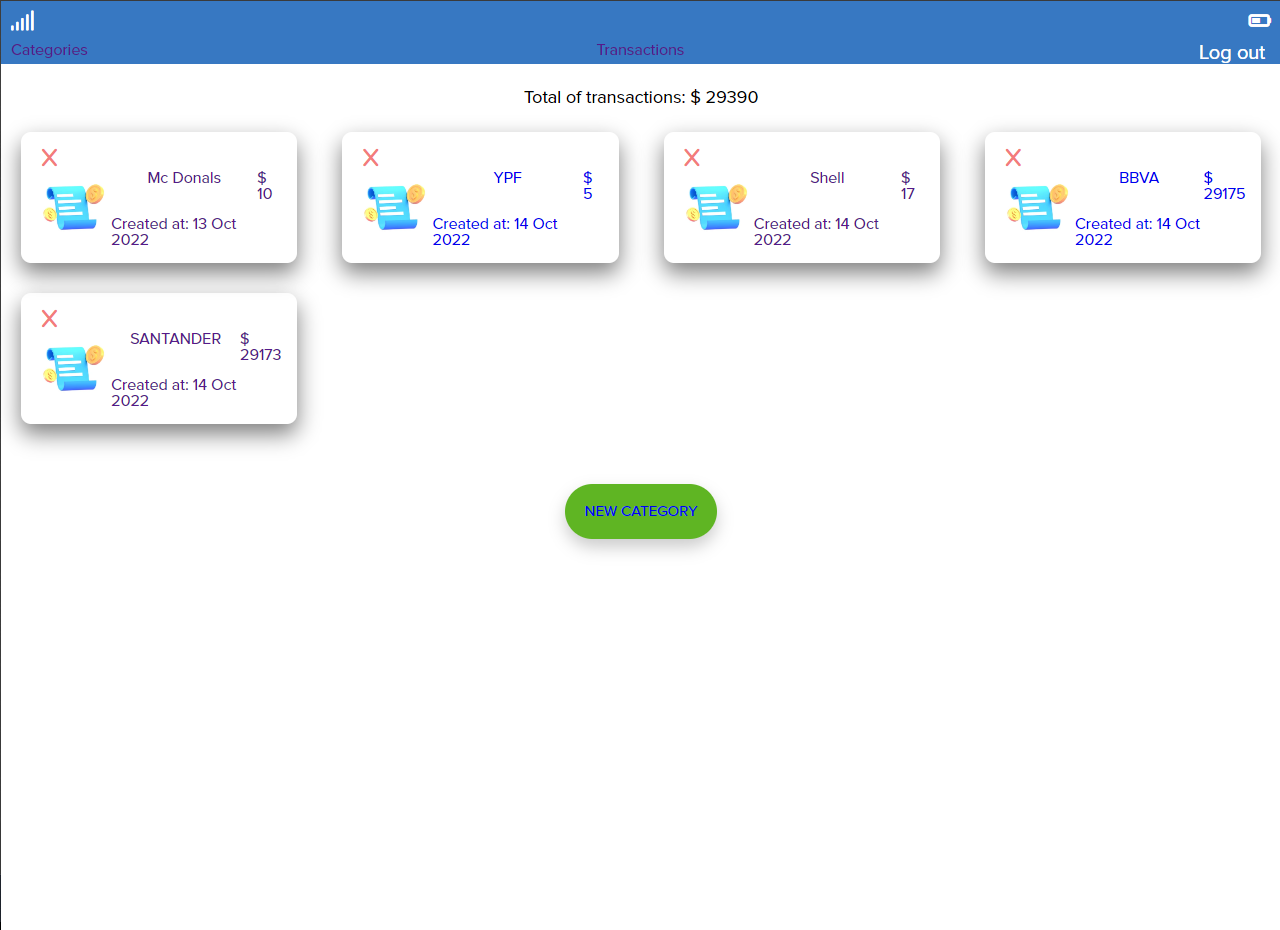 Categories
Transactions
Log out
Total of transactions: $ 29390
Mc Donals
$
10
Created at: 13 Oct
2022
YPF
$
5
Created at: 14 Oct
2022
Shell
$
17
Created at: 14 Oct
2022
BBVA
$
29175
Created at: 14 Oct
2022
SANTANDER
$
29173
Created at: 14 Oct
2022
NEW CATEGORY